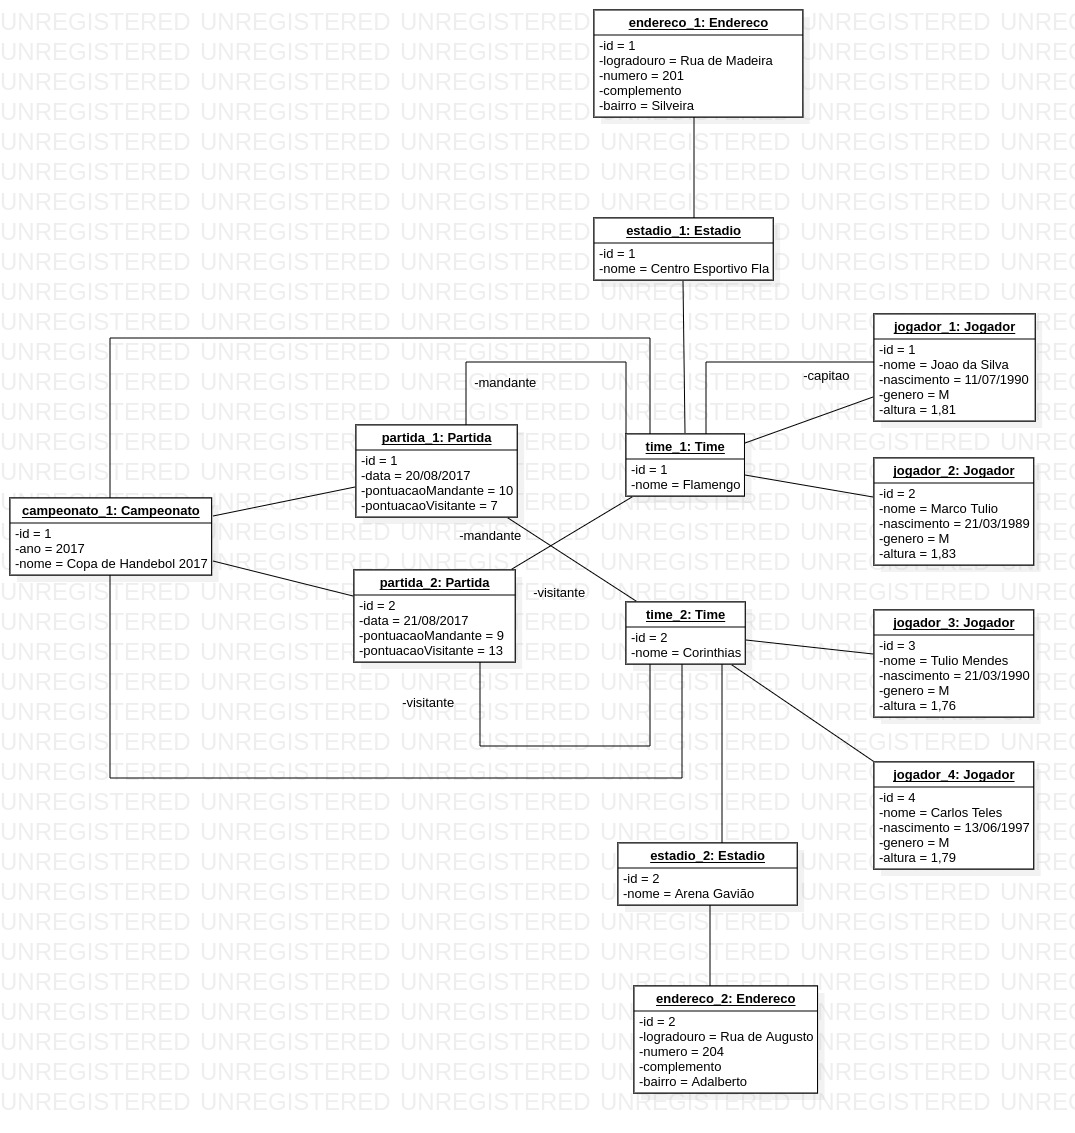 endereco_1: Endereco
-id = 1
-logradouro = Rua de Madeira
-numero = 201
-complemento
-bairro = Silveira
estadio_1: Estadio
-id = 1
-nome = Centro Esportivo Fla
jogador_1: Jogador
-id = 1
-nome = Joao da Silva
-nascimento = 11/07/1990
-genero = M
-altura = 1,81
-capitao
-mandante
partida_1: Partida
-id = 1
-data = 20/08/2017
-pontuacaoMandante = 10
-pontuacaoVisitante = 7
time_1: Time
-id = 1
-nome = Flamengo
jogador_2: Jogador
-id = 2
-nome = Marco Tulio
-nascimento = 21/03/1989
-genero = M
-altura = 1,83
campeonato_1: Campeonato
-id = 1
-ano = 2017
-nome = Copa de Handebol 2017
-mandante
partida_2: Partida
-id = 2
-data = 21/08/2017
-pontuacaoMandante = 9
-pontuacaoVisitante = 13
-visitante
time_2: Time
-id = 2
-nome = Corinthias
jogador_3: Jogador
-id = 3
-nome = Tulio Mendes
-nascimento = 21/03/1990
-genero = M
-altura = 1,76
-visitante
jogador_4: Jogador
-id = 4
-nome = Carlos Teles
-nascimento = 13/06/1997
-genero = M
-altura = 1,79
estadio_2: Estadio
-id = 2
-nome = Arena Gavião
endereco_2: Endereco
-id = 2
-logradouro = Rua de Augusto
-numero = 204
-complemento
-bairro = Adalberto
UNREGISTERED